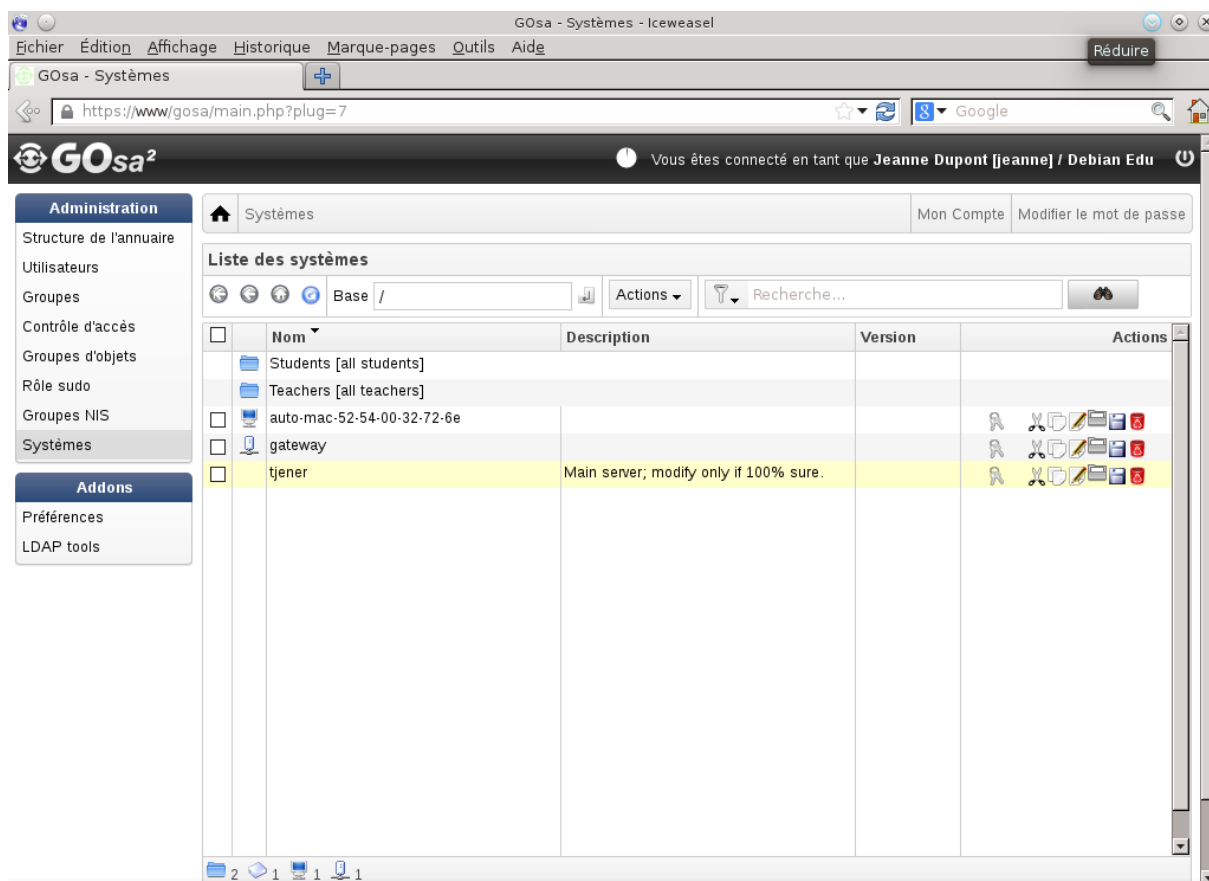 GOsa - Systèmes - Iceweasel
Fichier Édition Affichage Historique Marque-pages Outils Aide
Réduire
GOsa - Systèmes
https://www/gosa/main.php?plug=7
8 Google
GOsa²
Vous êtes connecté en tant que Jeanne Dupont [jeanne] / Debian Edu
Administration
Structure de l'annuaire
Utilisateurs
Groupes
Contrôle d'accès
Groupes d'objets
Rôle sudo
Groupes NIS
Systèmes
Addons
Préférences
LDAP tools
Systèmes Mon Compte Modifier le mot de passe
Liste des systèmes
Base / Actions Recherche...
Nom Description Version Actions
Students [all students]
Teachers [all teachers]
auto-mac-52-54-00-32-72-6e
gateway
tjener Main server; modify only if 100% sure.
2 1 1 1